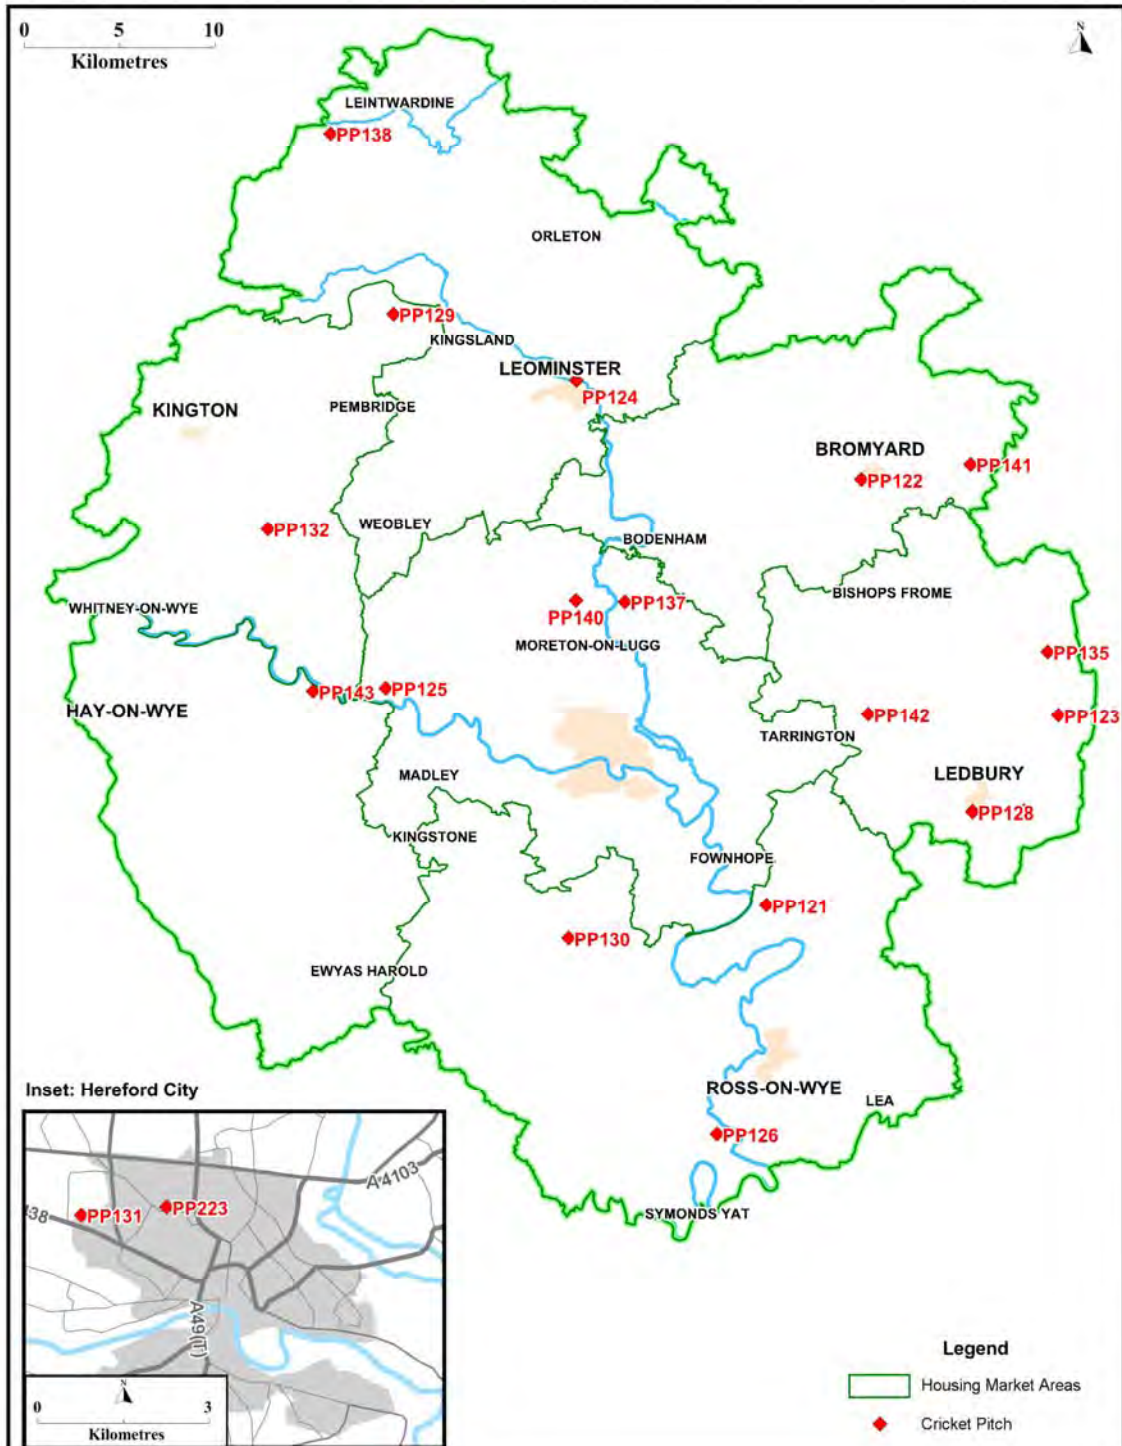 0 5 10
Kilometres
N
LEINTWARDINE
PP138
ORLETON
PP129
KINGSLAND
LEOMINSTER
PP124
KINGTON
PEMBRIDGE
BROMYARD
PP141
PP122
PP132
WEOBLEY
BODENHAM
BISHOPS FROME
WHITNEY-ON-WYE
PP140
PP137
MORETON-ON-LUGG
PP135
PP143
PP125
HAY-ON-WYE
PP142
PP123
TARRINGTON
MADLEY
LEDBURY
PP128
KINGSTONE
FOWNHOPE
PP121
PP130
EWYAS HAROLD
ROSS-ON-WYE
LEA
PP126
SYMONDS YAT
Inset: Hereford City
A4103
PP223
PP131
38
A49(T)
N
0 3
Kilometres
Legend
Housing Market Areas
Cricket Pitch